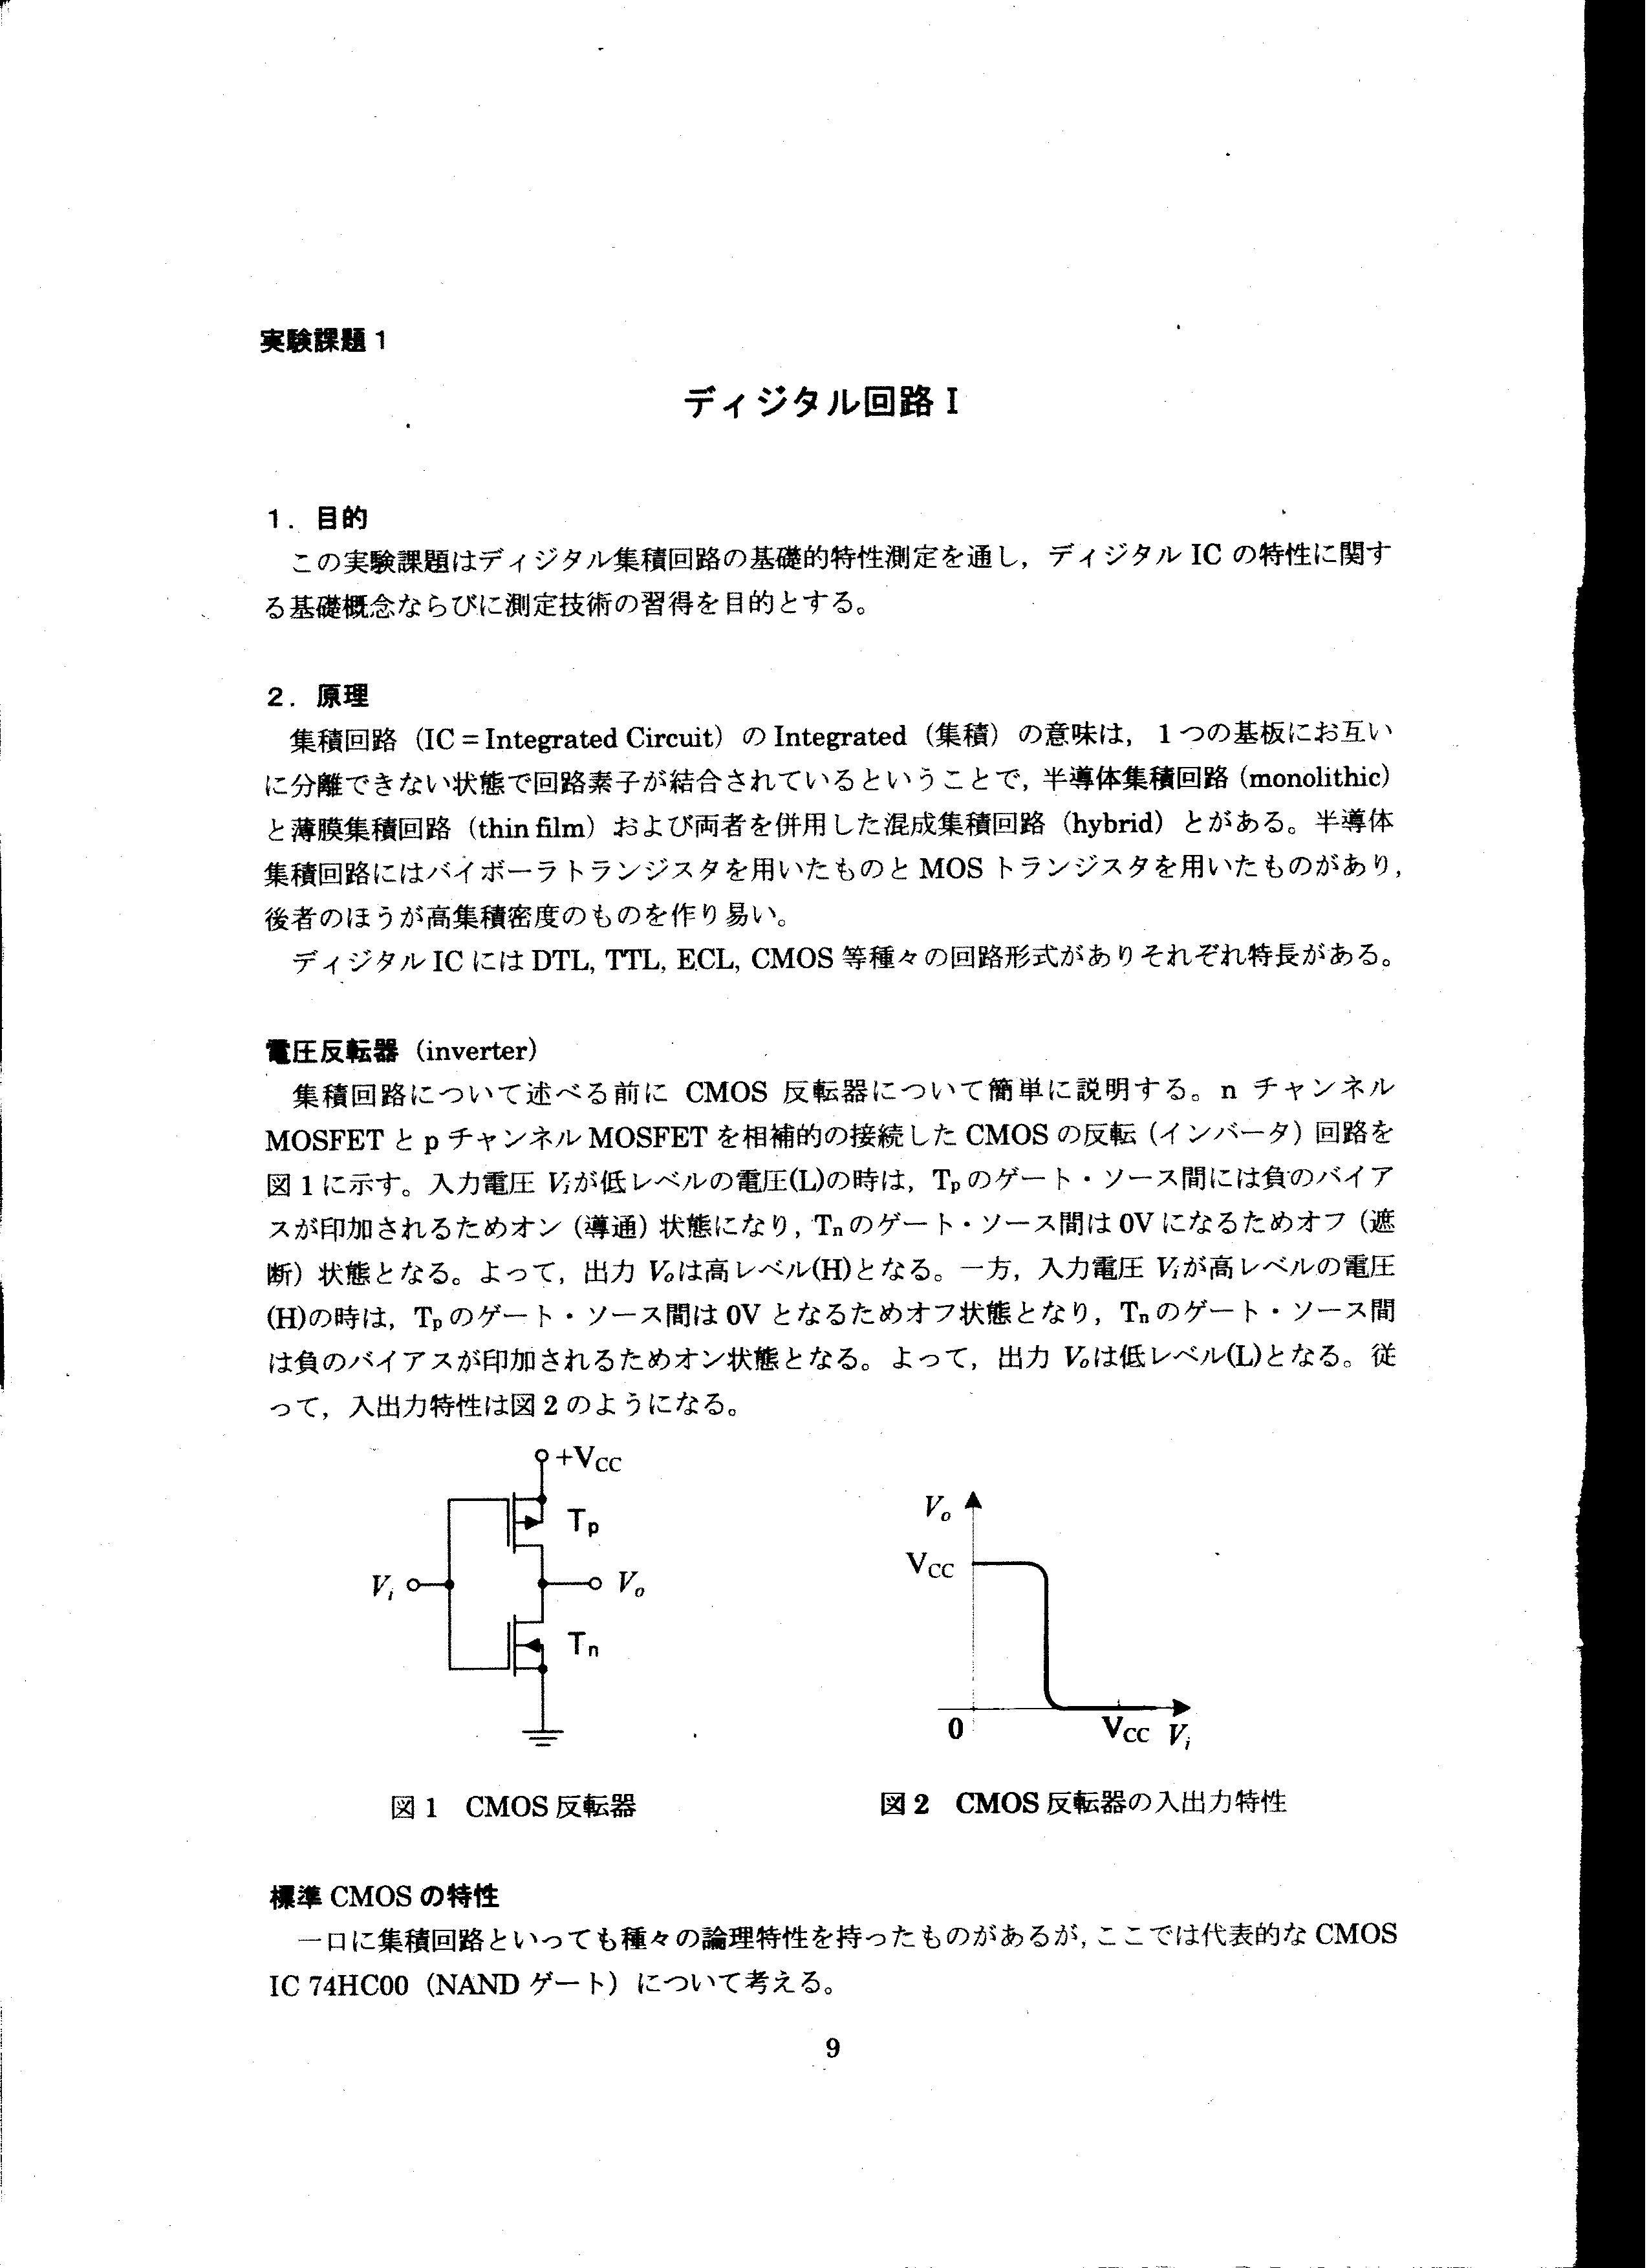 実験課題 1
ディジタル回路 I
1. 目的
この実験課題はディジタル集積回路の基礎的特性測定を通し，ディジタル IC の特性に関す
る基礎概念ならびに測定技術の習得を目的とする。
2. 原理
集積回路（IC = Integrated Circuit）の Integrated（集積）の意味は，1 つの基板にお互い
に分離できない状態で回路素子が結合されているということで，半導体集積回路（monolithic）
と薄膜集積回路（thin film）および両者を併用した混成集積回路（hybrid）とがある。半導体
集積回路にはバイポーラトランジスタを用いたものと MOS トランジスタを用いたものがあり，
後者のほうが高集積密度のものを作り易い。
ディジタル IC には DTL, TTL, ECL, CMOS 等種々の回路形式がありそれぞれ特長がある。
電圧反転器（inverter）
集積回路について述べる前に CMOS 反転器について簡単に説明する。n チャンネル
MOSFET と p チャンネル MOSFET を相補的の接続した CMOS の反転（インバータ）回路を
図 1 に示す。入力電圧 Viが低レベルの電圧(L)の時は，Tp のゲート・ソース間には負のバイア
スが印加されるためオン（導通）状態になり，Tn のゲート・ソース間は 0V になるためオフ（遮
断）状態となる。よって，出力 Voは高レベル(H)となる。一方，入力電圧 Viが高レベルの電圧
(H)の時は，Tp のゲート・ソース間は 0V となるためオフ状態となり，Tn のゲート・ソース間
は負のバイアスが印加されるためオン状態となる。よって，出力 Voは低レベル(L)となる。従
って，入出力特性は図 2 のようになる。
+VCC
Tp
Vi
Vo
Tn
Vo
VCC
0
VCC Vi
図 1 CMOS 反転器
図 2 CMOS 反転器の入出力特性
標準 CMOS の特性
一口に集積回路といっても種々の論理特性を持ったものがあるが，ここでは代表的な CMOS
IC 74HC00（NAND ゲート）について考える。
9